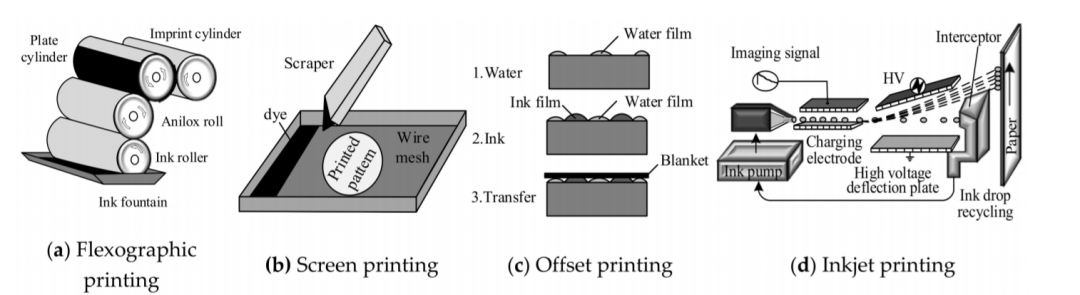 Plate
cylinder
Imprint cylinder
Anilox roll
Ink roller
Ink fountain
(a) Flexographic
printing
Scraper
dye
Wire
mesh
Printed
pattern
(b) Screen printing
Water film
1.Water
Ink film
Water film
2.Ink
Blanket
3.Transfer
(c) Offset printing
Imaging signal
Interceptor
HV
Charging
electrode
Ink pump
High voltage
deflection plate
Paper
Ink drop
recycling
(d) Inkjet printing